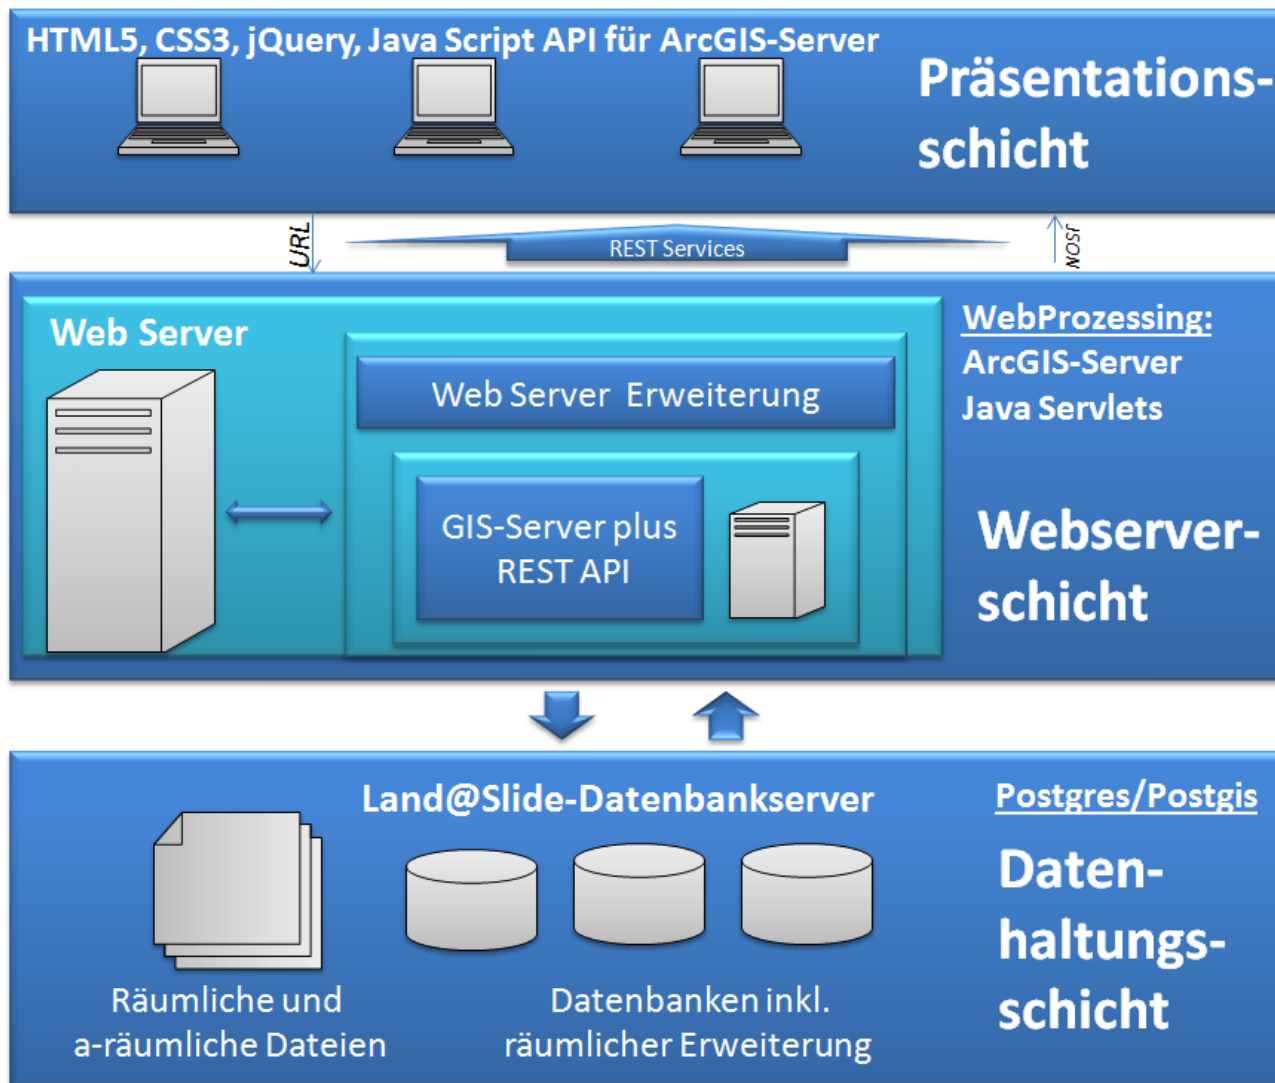 HTML5, CSS3, jQuery, Java Script API für ArcGIS-Server
Präsentations-
schicht
URL
REST Services
JSON
Web Server
WebProzessing:
ArcGIS-Server
Java Servlets
Web Server Erweiterung
GIS-Server plus
REST API
Webserver-
schicht
Land@Slide-Datenbankserver
Postgres/Postgis
Daten-
haltungs-
schicht
Räumliche und
a-räumliche Dateien
Datenbanken inkl.
räumlicher Erweiterung